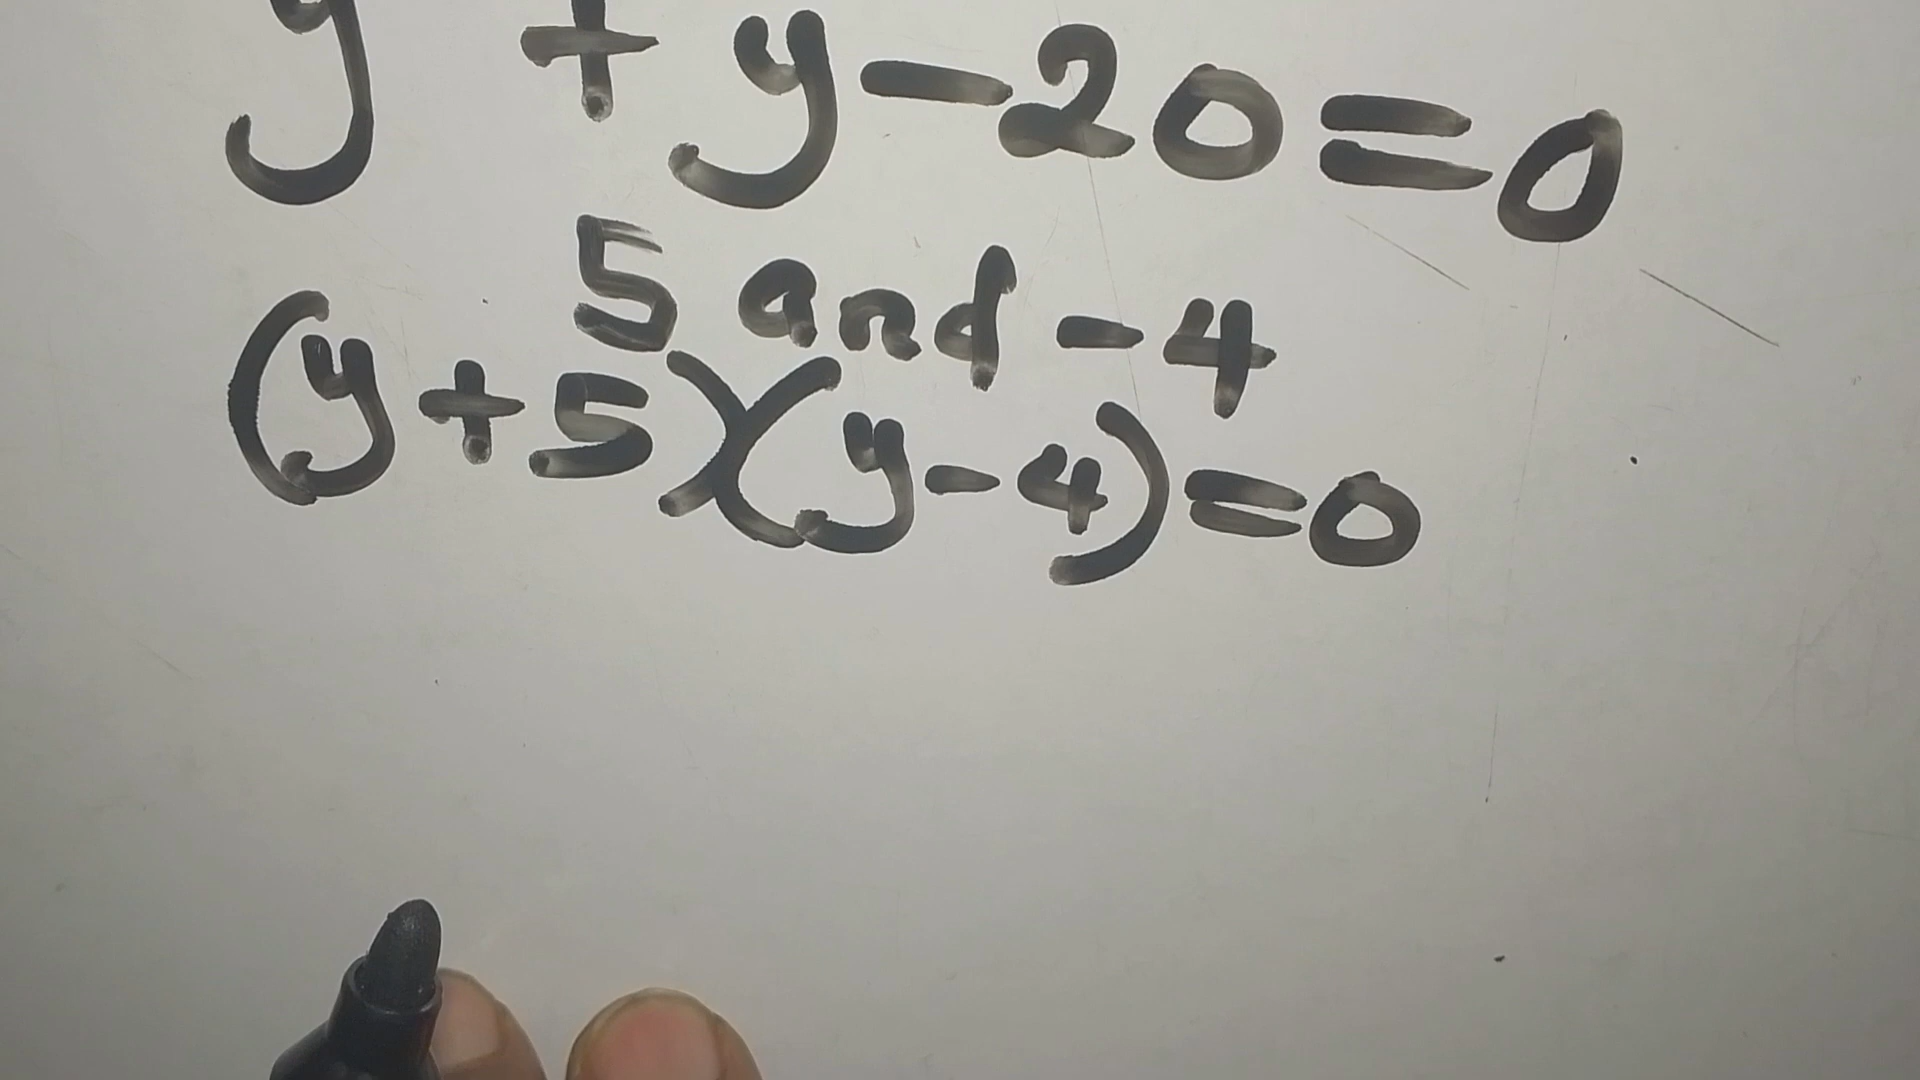 y + y - 20 = 0
5 and - 4
(y + 5)(y - 4) = 0